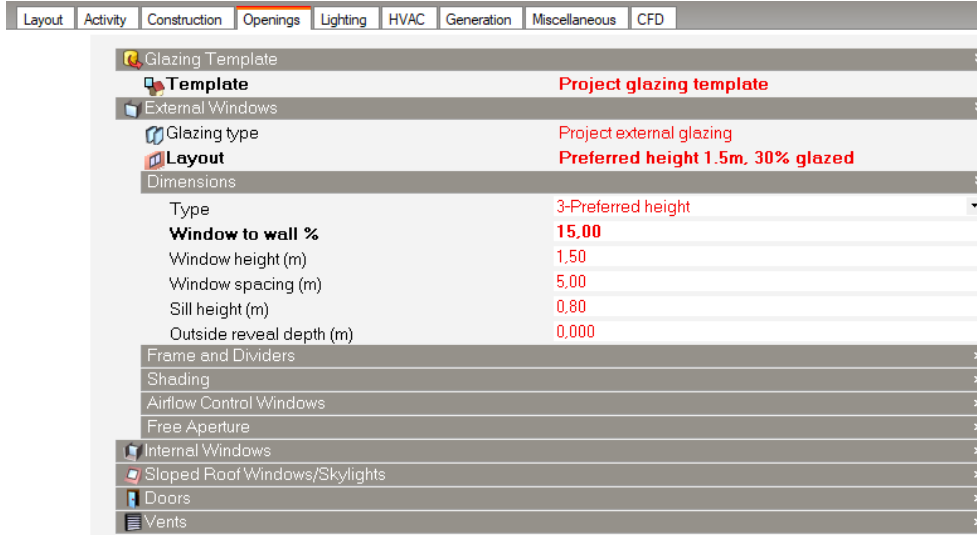 Layout Activity Construction Openings Lighting HVAC Generation Miscellaneous CFD
Glazing Template
Template Project glazing template
External Windows
Glazing type Project external glazing
Layout Preferred height 1.5m, 30% glazed
Dimensions
Type 3-Preferred height
Window to wall % 15,00
Window height (m) 1,50
Window spacing (m) 5,00
Sill height (m) 0,80
Outside reveal depth (m) 0,000
Frame and Dividers
Shading
Airflow Control Windows
Free Aperture
Internal Windows
Sloped Roof Windows/Skylights
Doors
Vents